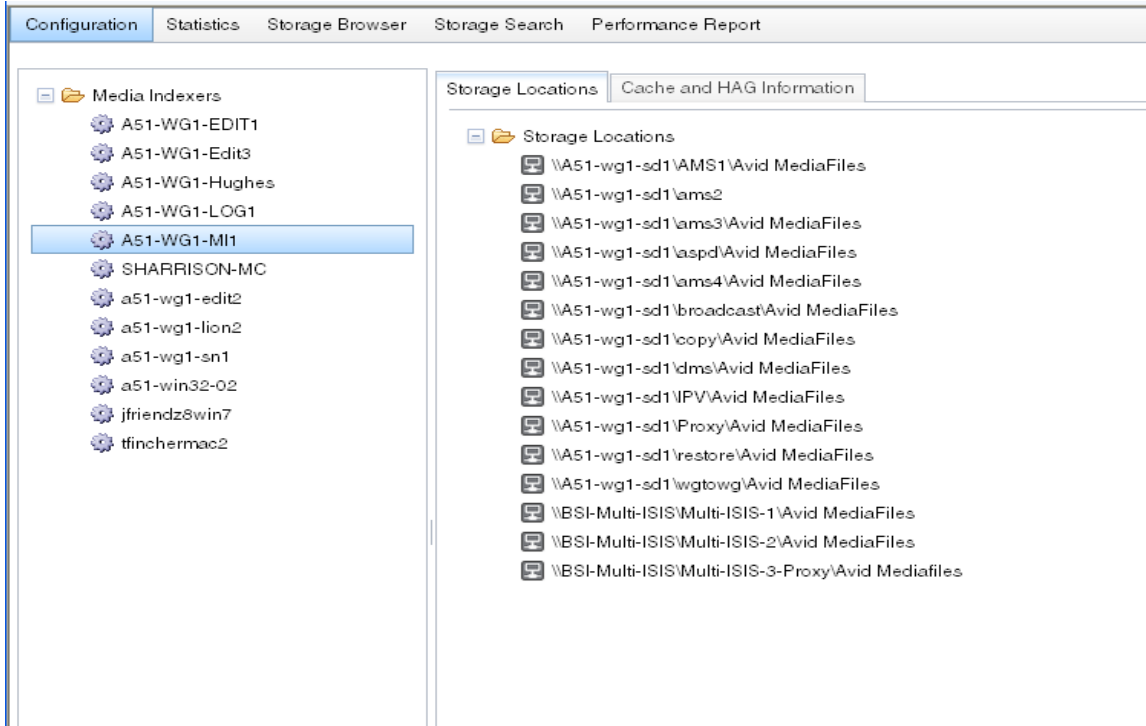 Configuration Statistics Storage Browser Storage Search Performance Report
Media Indexers
A51-WG1-EDIT1
A51-WG1-Edit3
A51-WG1-Hughes
A51-WG1-LOG1
A51-WG1-MI1
SHARRISON-MC
a51-wg1-edit2
a51-wg1-lion2
a51-wg1-sn1
a51-win32-02
jfriendz8win7
tfinchermac2
Storage Locations Cache and HAG Information
Storage Locations
\\A51-wg1-sd1\AMS1\Avid MediaFiles
\\A51-wg1-sd1\ams2
\\A51-wg1-sd1\ams3\Avid MediaFiles
\\A51-wg1-sd1\aspd\Avid MediaFiles
\\A51-wg1-sd1\ams4\Avid MediaFiles
\\A51-wg1-sd1\broadcast\Avid MediaFiles
\\A51-wg1-sd1\copy\Avid MediaFiles
\\A51-wg1-sd1\dms\Avid MediaFiles
\\A51-wg1-sd1\IPV\Avid MediaFiles
\\A51-wg1-sd1\Proxy\Avid MediaFiles
\\A51-wg1-sd1\restore\Avid MediaFiles
\\A51-wg1-sd1\wgtowg\Avid MediaFiles
\\BSI-Multi-ISIS\Multi-ISIS-1\Avid MediaFiles
\\BSI-Multi-ISIS\Multi-ISIS-2\Avid MediaFiles
\\BSI-Multi-ISIS\Multi-ISIS-3-Proxy\Avid Mediafiles